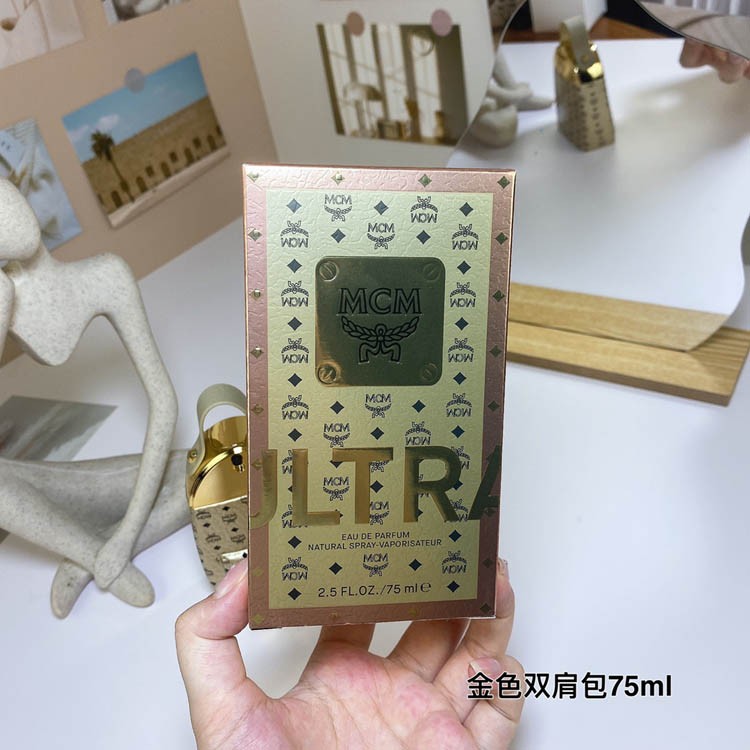 MCM
ULTRA
EAU DE PARFUM
NATURAL SPRAY-VAPORISATEUR
2.5 FL.OZ./75 ml ℮
金色双肩包75ml